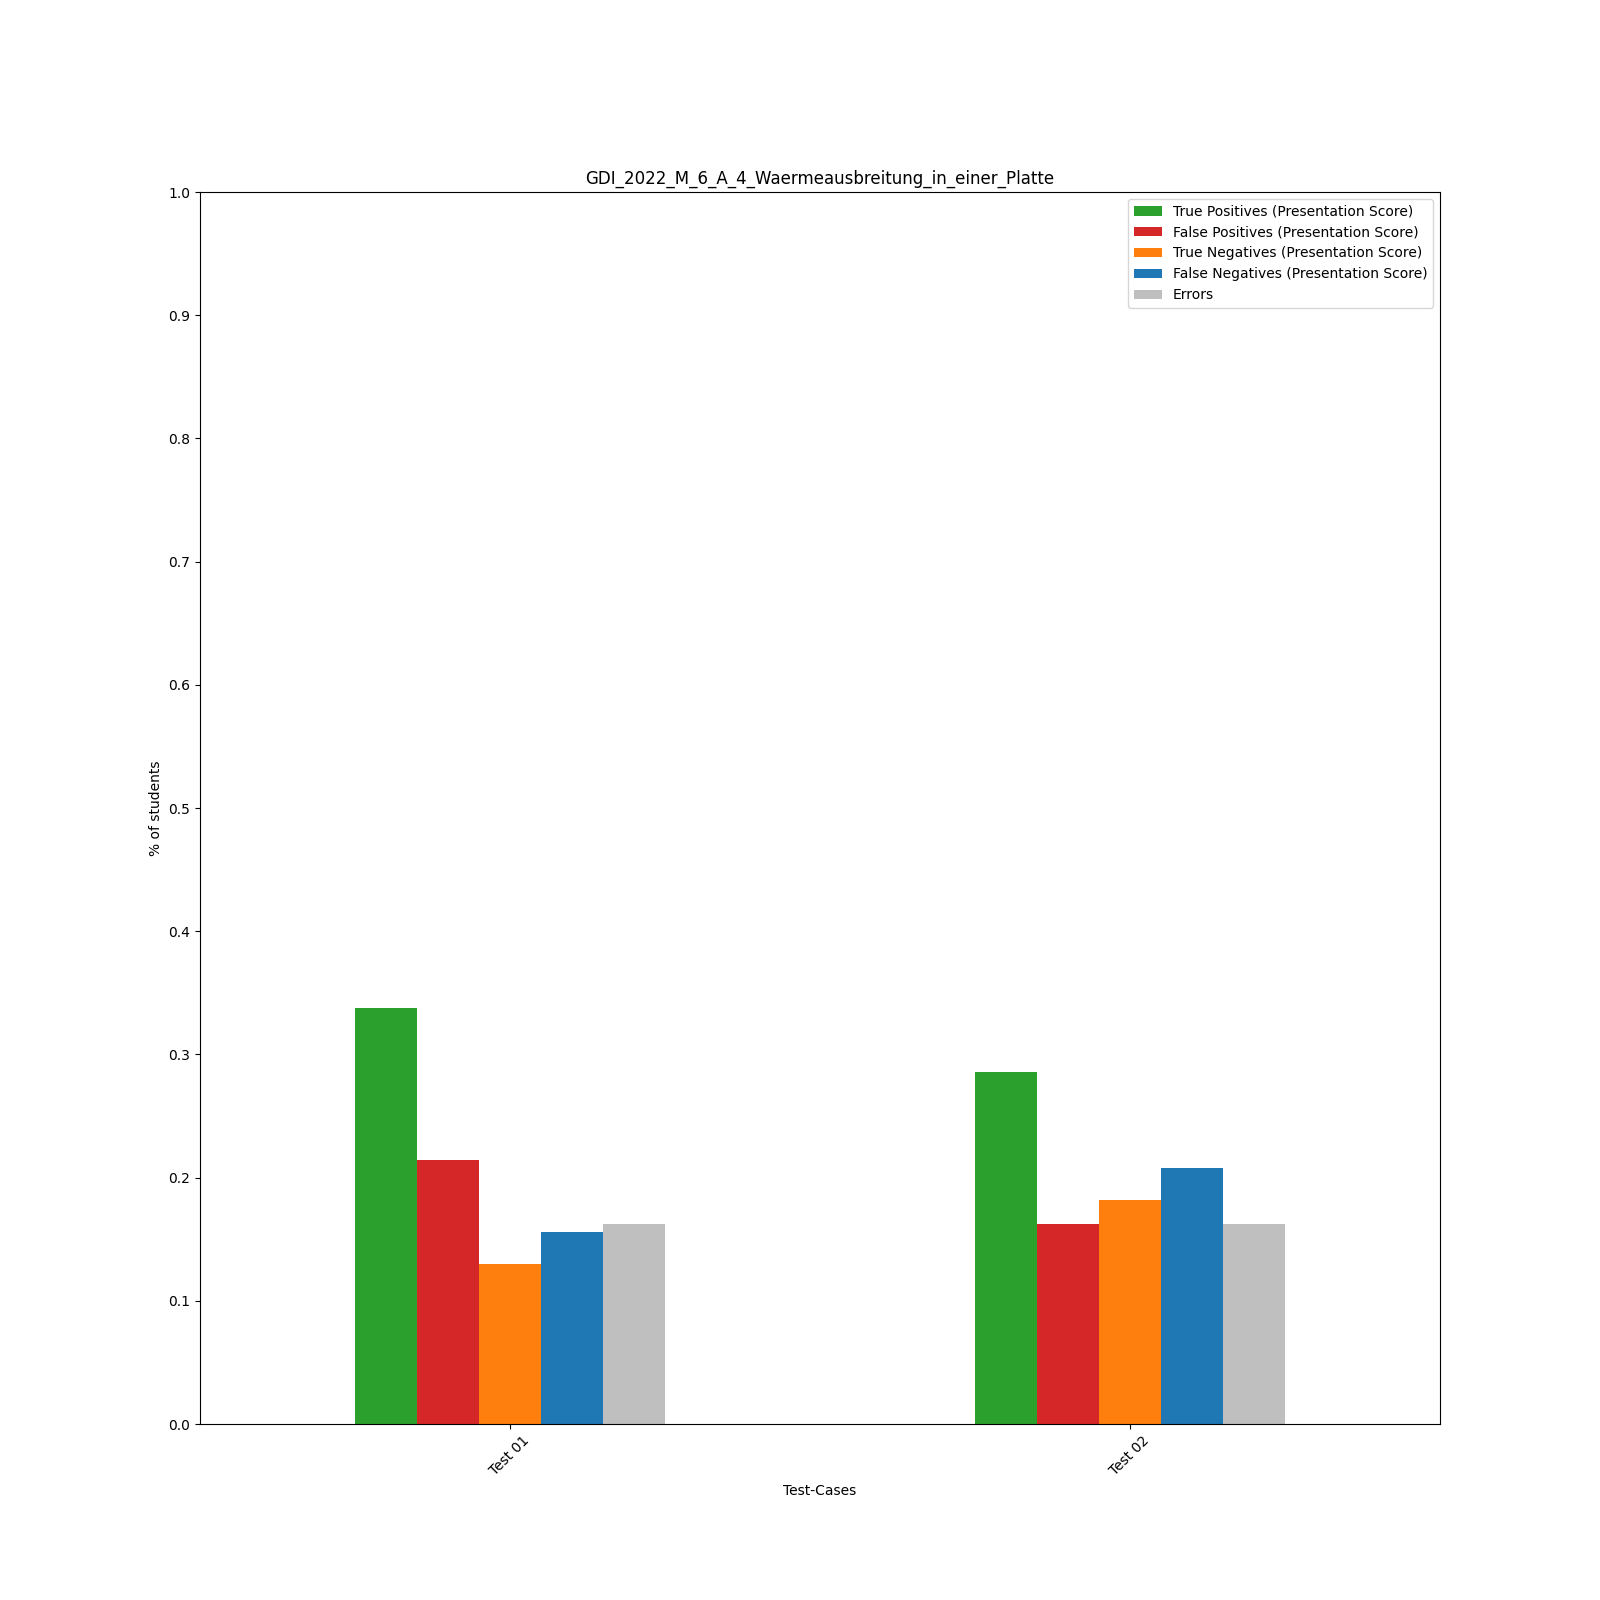 GDI_2022_M_6_A_4_Waermeausbreitung_in_einer_Platte
True Positives (Presentation Score)
False Positives (Presentation Score)
True Negatives (Presentation Score)
False Negatives (Presentation Score)
Errors
1.0
0.9
0.8
0.7
0.6
0.5
0.4
0.3
0.2
0.1
0.0
% of students
Test 01
Test 02
Test-Cases